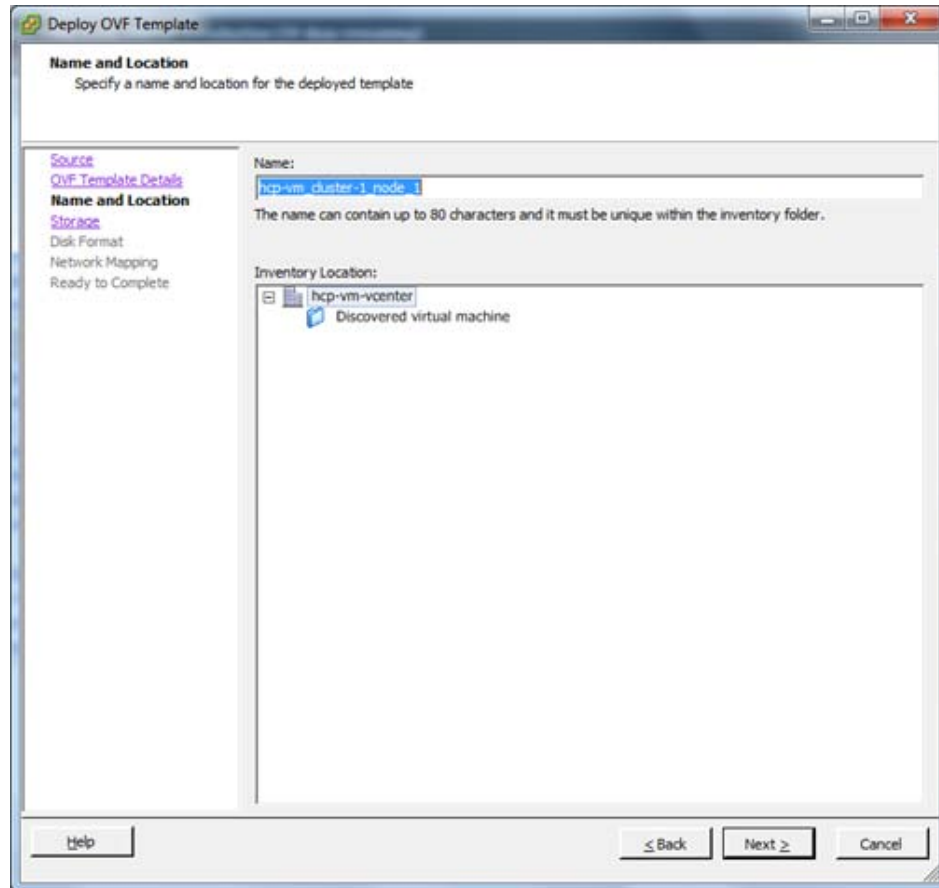 Deploy OVF Template
Name and Location
Specify a name and location for the deployed template
Source
OVF Template Details
Name and Location
Storage
Disk Format
Network Mapping
Ready to Complete
Name:
hcp-vm_cluster-1_node_1
The name can contain up to 80 characters and it must be unique within the inventory folder.
Inventory Location:
hcp-vm-vcenter
Discovered virtual machine
Help
< Back
Next >
Cancel